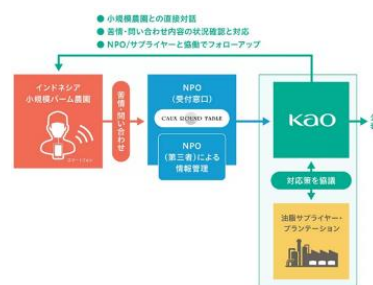 ● 小規模農園との直接対話
● 苦情・問い合わせ内容の状況確認と対応
● NPO/サプライヤーと協働でフォローアップ
インドネシア
小規模パーム農園
苦情・問い合わせ
NPO
(受付窓口)
CAUX ROUND TABLE
NPO
(第三者)による
情報管理
Kao
対応策を協議
油脂サプライヤー・
プランテーション